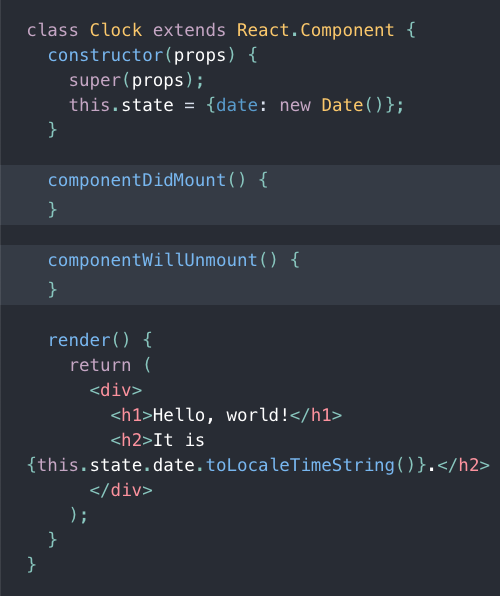 class Clock extends React.Component {
  constructor(props) {
    super(props);
    this.state = {date: new Date()};
  }

  componentDidMount() {
  }

  componentWillUnmount() {
  }

  render() {
    return (
      <div>
        <h1>Hello, world!</h1>
        <h2>It is
{this.state.date.toLocaleTimeString()}.</h2>
      </div>
    );
  }
}